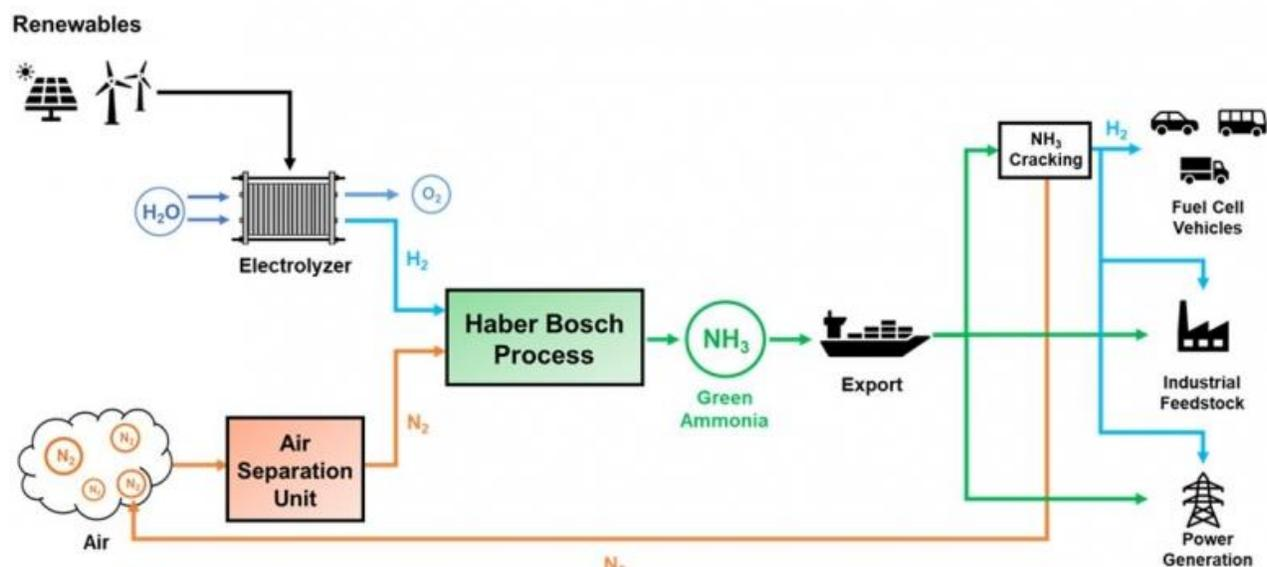 Renewables
H₂O
O₂
Electrolyzer
H₂
Haber Bosch
Process
N₂
N₂
N₂
N₂
N₂
Air
Air
Separation
Unit
NH₃
Green
Ammonia
Export
NH₃
Cracking
H₂
Fuel Cell
Vehicles
Industrial
Feedstock
Power
Generation